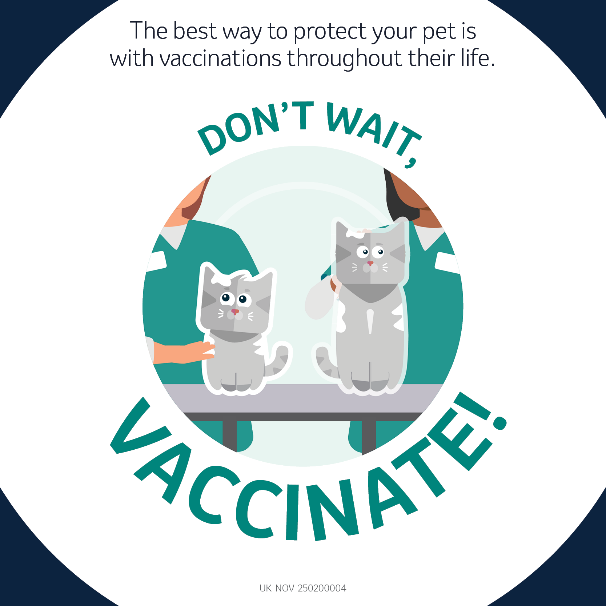 The best way to protect your pet is
with vaccinations throughout their life.
DON'T WAIT,
VACCINATE!
UK NOV 250200004